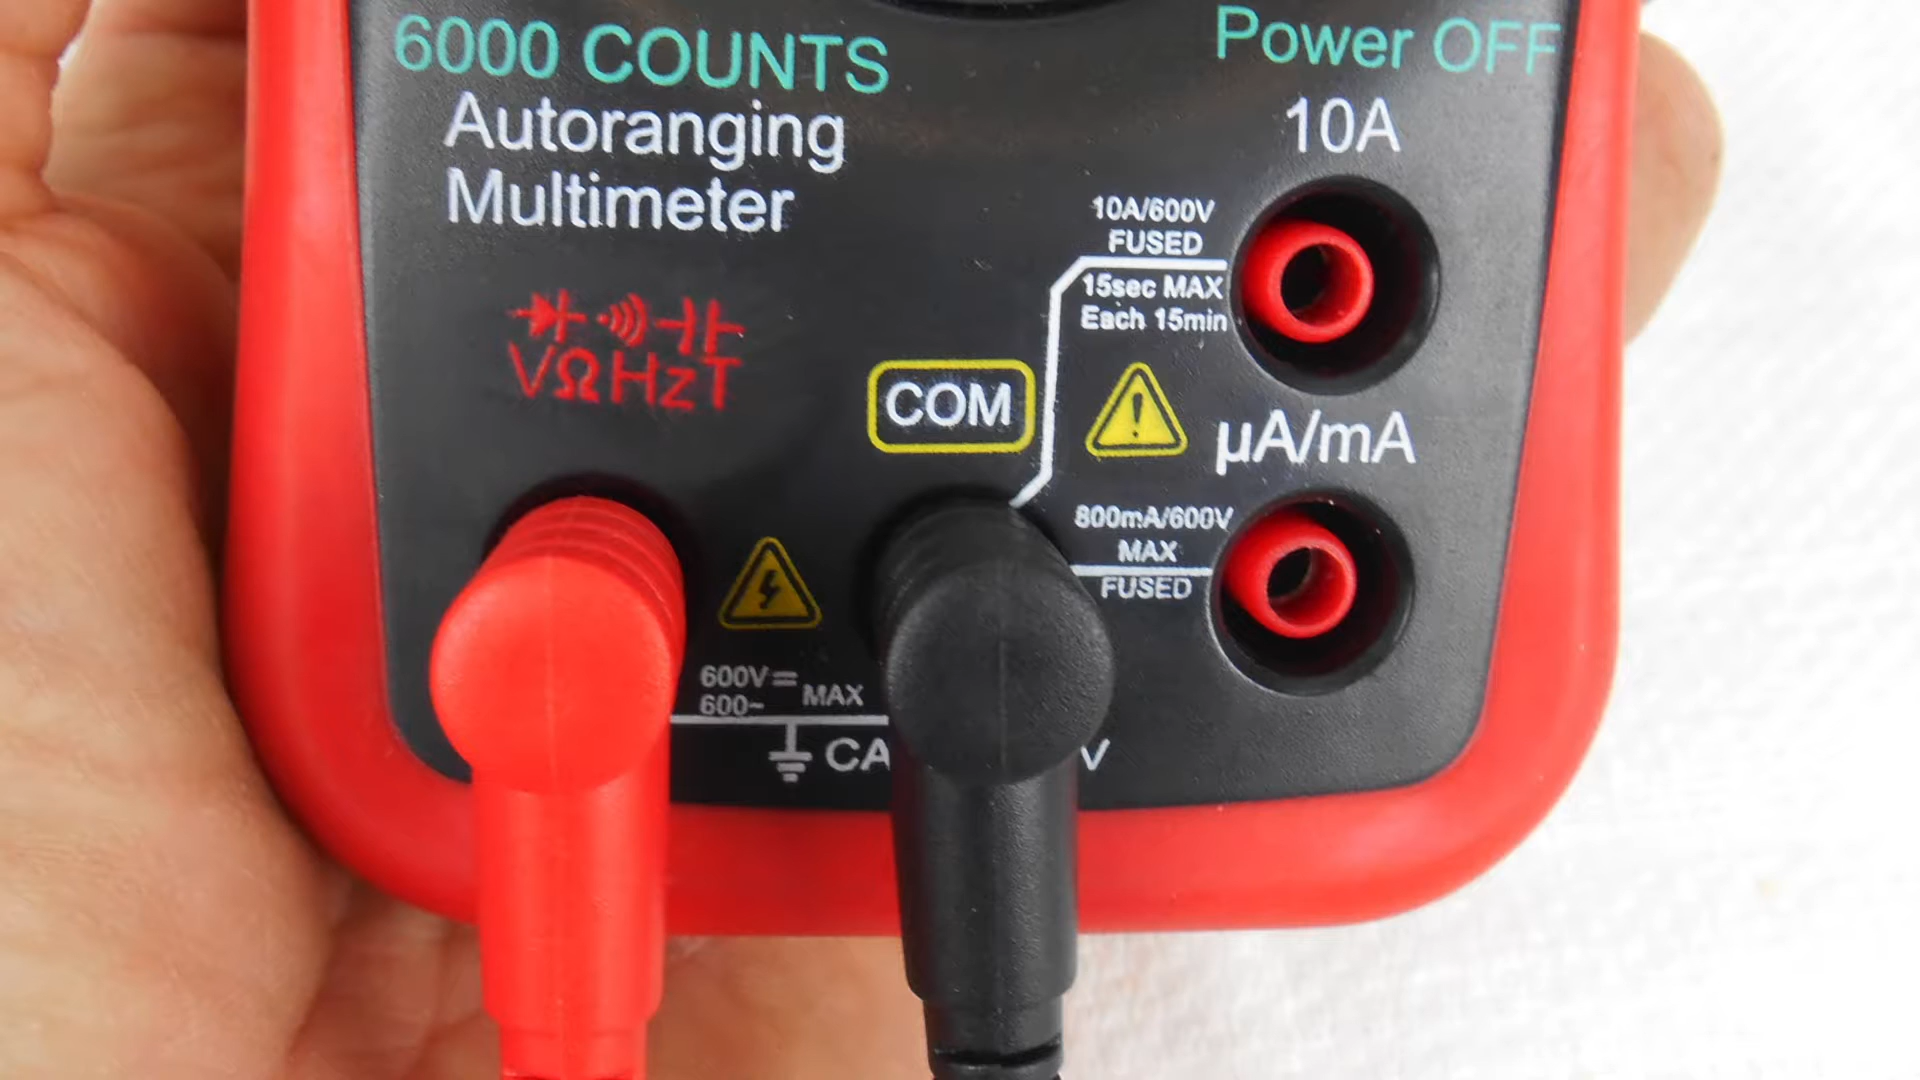 6000 COUNTS
Power OFF
Autoranging
Multimeter
10A
10A/600V
FUSED
15sec MAX
Each 15min
VΩHzT
COM
µA/mA
800mA/600V
MAX
FUSED
600V⎓
600~
MAX